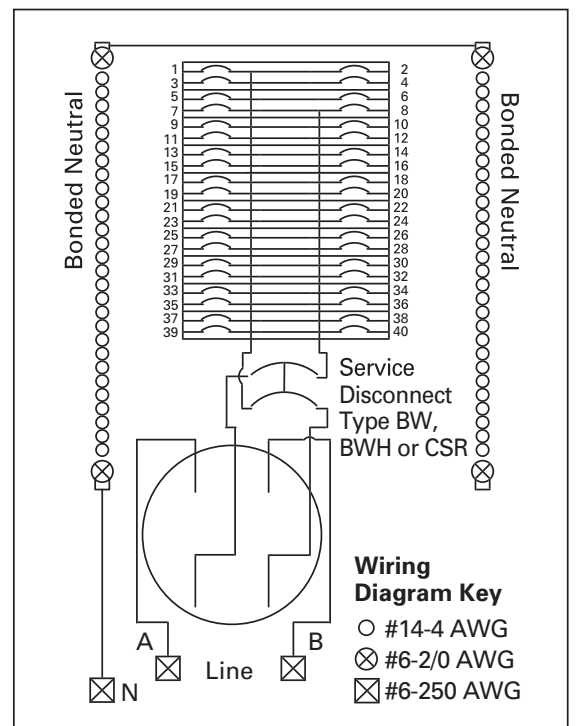 Bonded Neutral
1 2
3 4
5 6
7 8
9 10
11 12
13 14
15 16
17 18
19 20
21 22
23 24
25 26
27 28
29 30
31 32
33 34
35 36
37 38
39 40
Bonded Neutral
Service
Disconnect
Type BW,
BWH or CSR
A
B
Line
N
Wiring
Diagram Key
#14-4 AWG
#6-2/0 AWG
#6-250 AWG